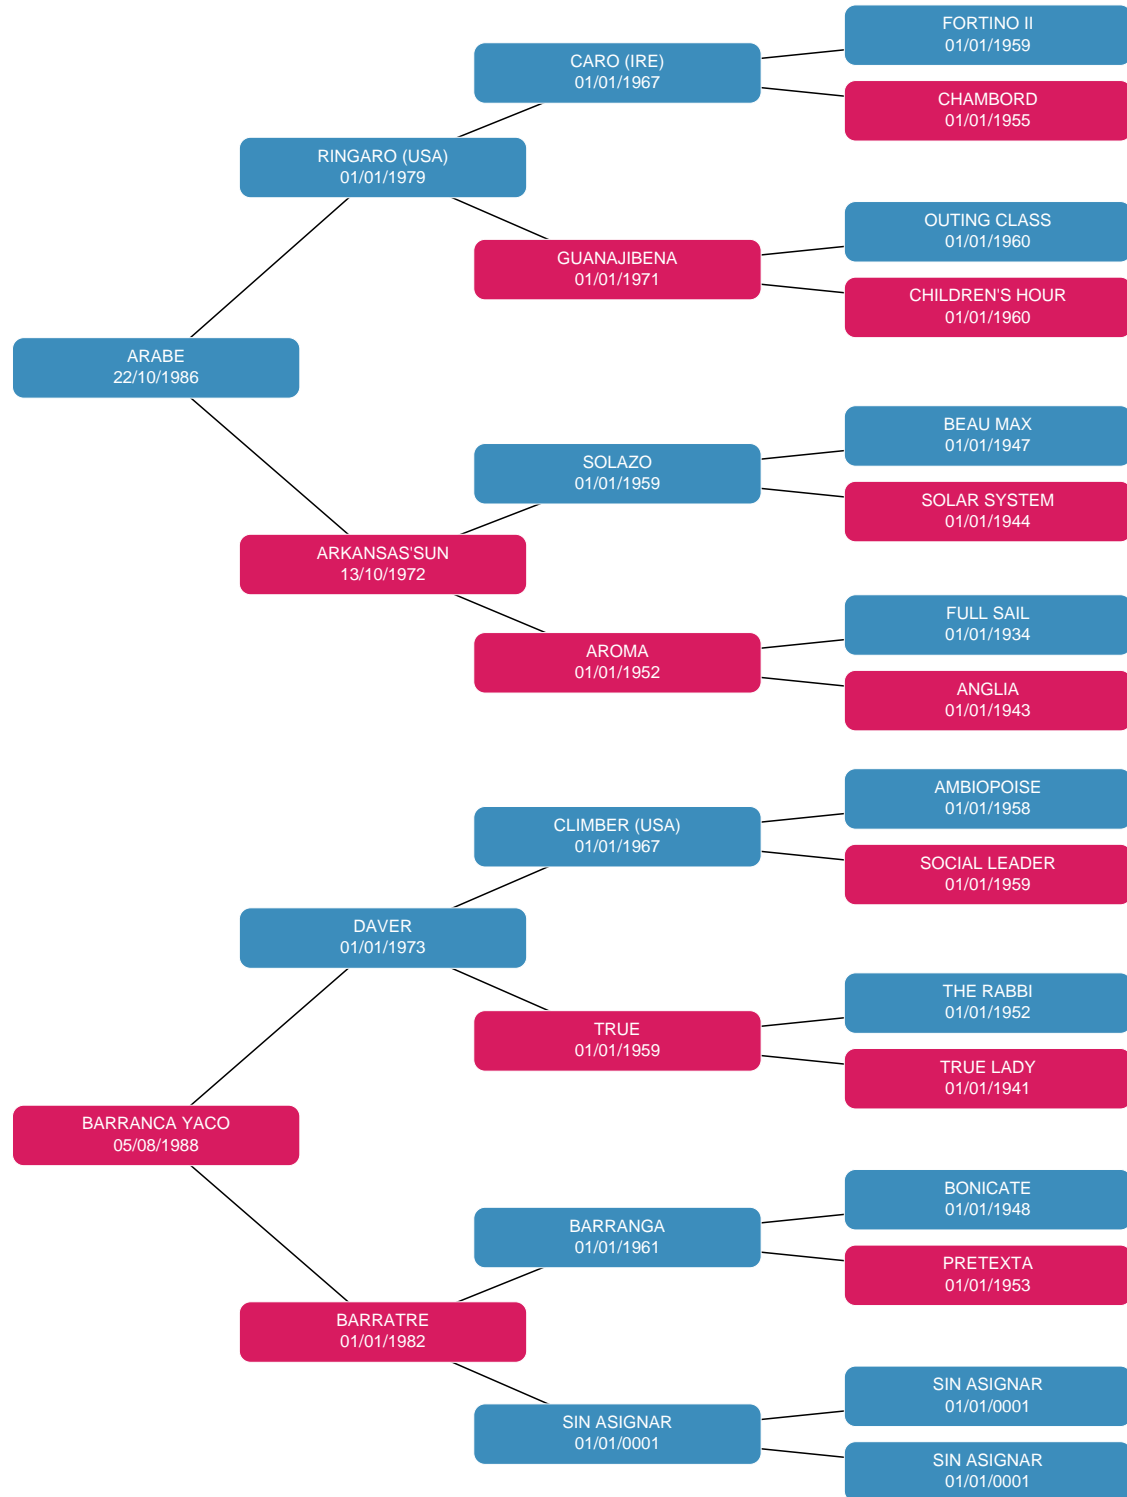 FORTINO II
01/01/1959
CARO (IRE)
01/01/1967
CHAMBORD
01/01/1955
RINGARO (USA)
01/01/1979
OUTING CLASS
01/01/1960
GUANAJIBENA
01/01/1971
CHILDREN'S HOUR
01/01/1960
ARABE
22/10/1986
BEAU MAX
01/01/1947
SOLAZO
01/01/1959
SOLAR SYSTEM
01/01/1944
ARKANSAS'SUN
13/10/1972
FULL SAIL
01/01/1934
AROMA
01/01/1952
ANGLIA
01/01/1943
AMBIOPOISE
01/01/1958
CLIMBER (USA)
01/01/1967
SOCIAL LEADER
01/01/1959
DAVER
01/01/1973
THE RABBI
01/01/1952
TRUE
01/01/1959
TRUE LADY
01/01/1941
BARRANCA YACO
05/08/1988
BONICATE
01/01/1948
BARRANGA
01/01/1961
PRETEXTA
01/01/1953
BARRATRE
01/01/1982
SIN ASIGNAR
01/01/0001
SIN ASIGNAR
01/01/0001
SIN ASIGNAR
01/01/0001